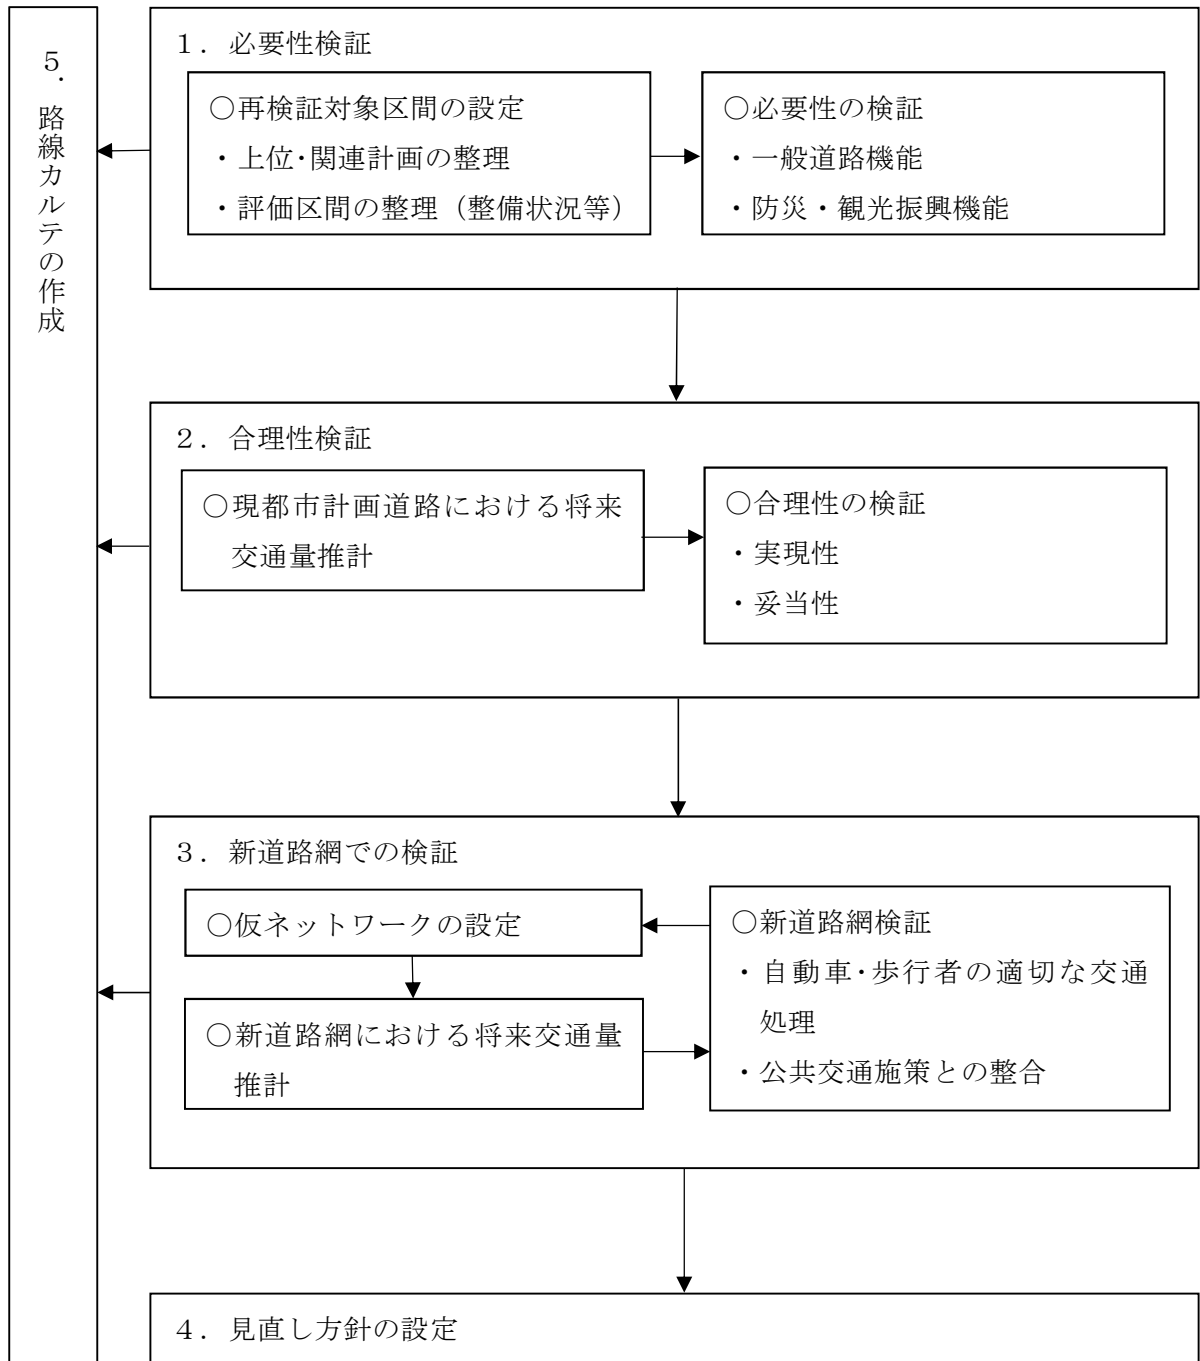 5．路線カルテの作成
１．必要性検証
○再検証対象区間の設定
・上位・関連計画の整理
・評価区間の整理（整備状況等）
○必要性の検証
・一般道路機能
・防災・観光振興機能
２．合理性検証
○現都市計画道路における将来
交通量推計
○合理性の検証
・実現性
・妥当性
３．新道路網での検証
○仮ネットワークの設定
○新道路網における将来交通量
推計
○新道路網検証
・自動車・歩行者の適切な交通
処理
・公共交通施策との整合
４．見直し方針の設定